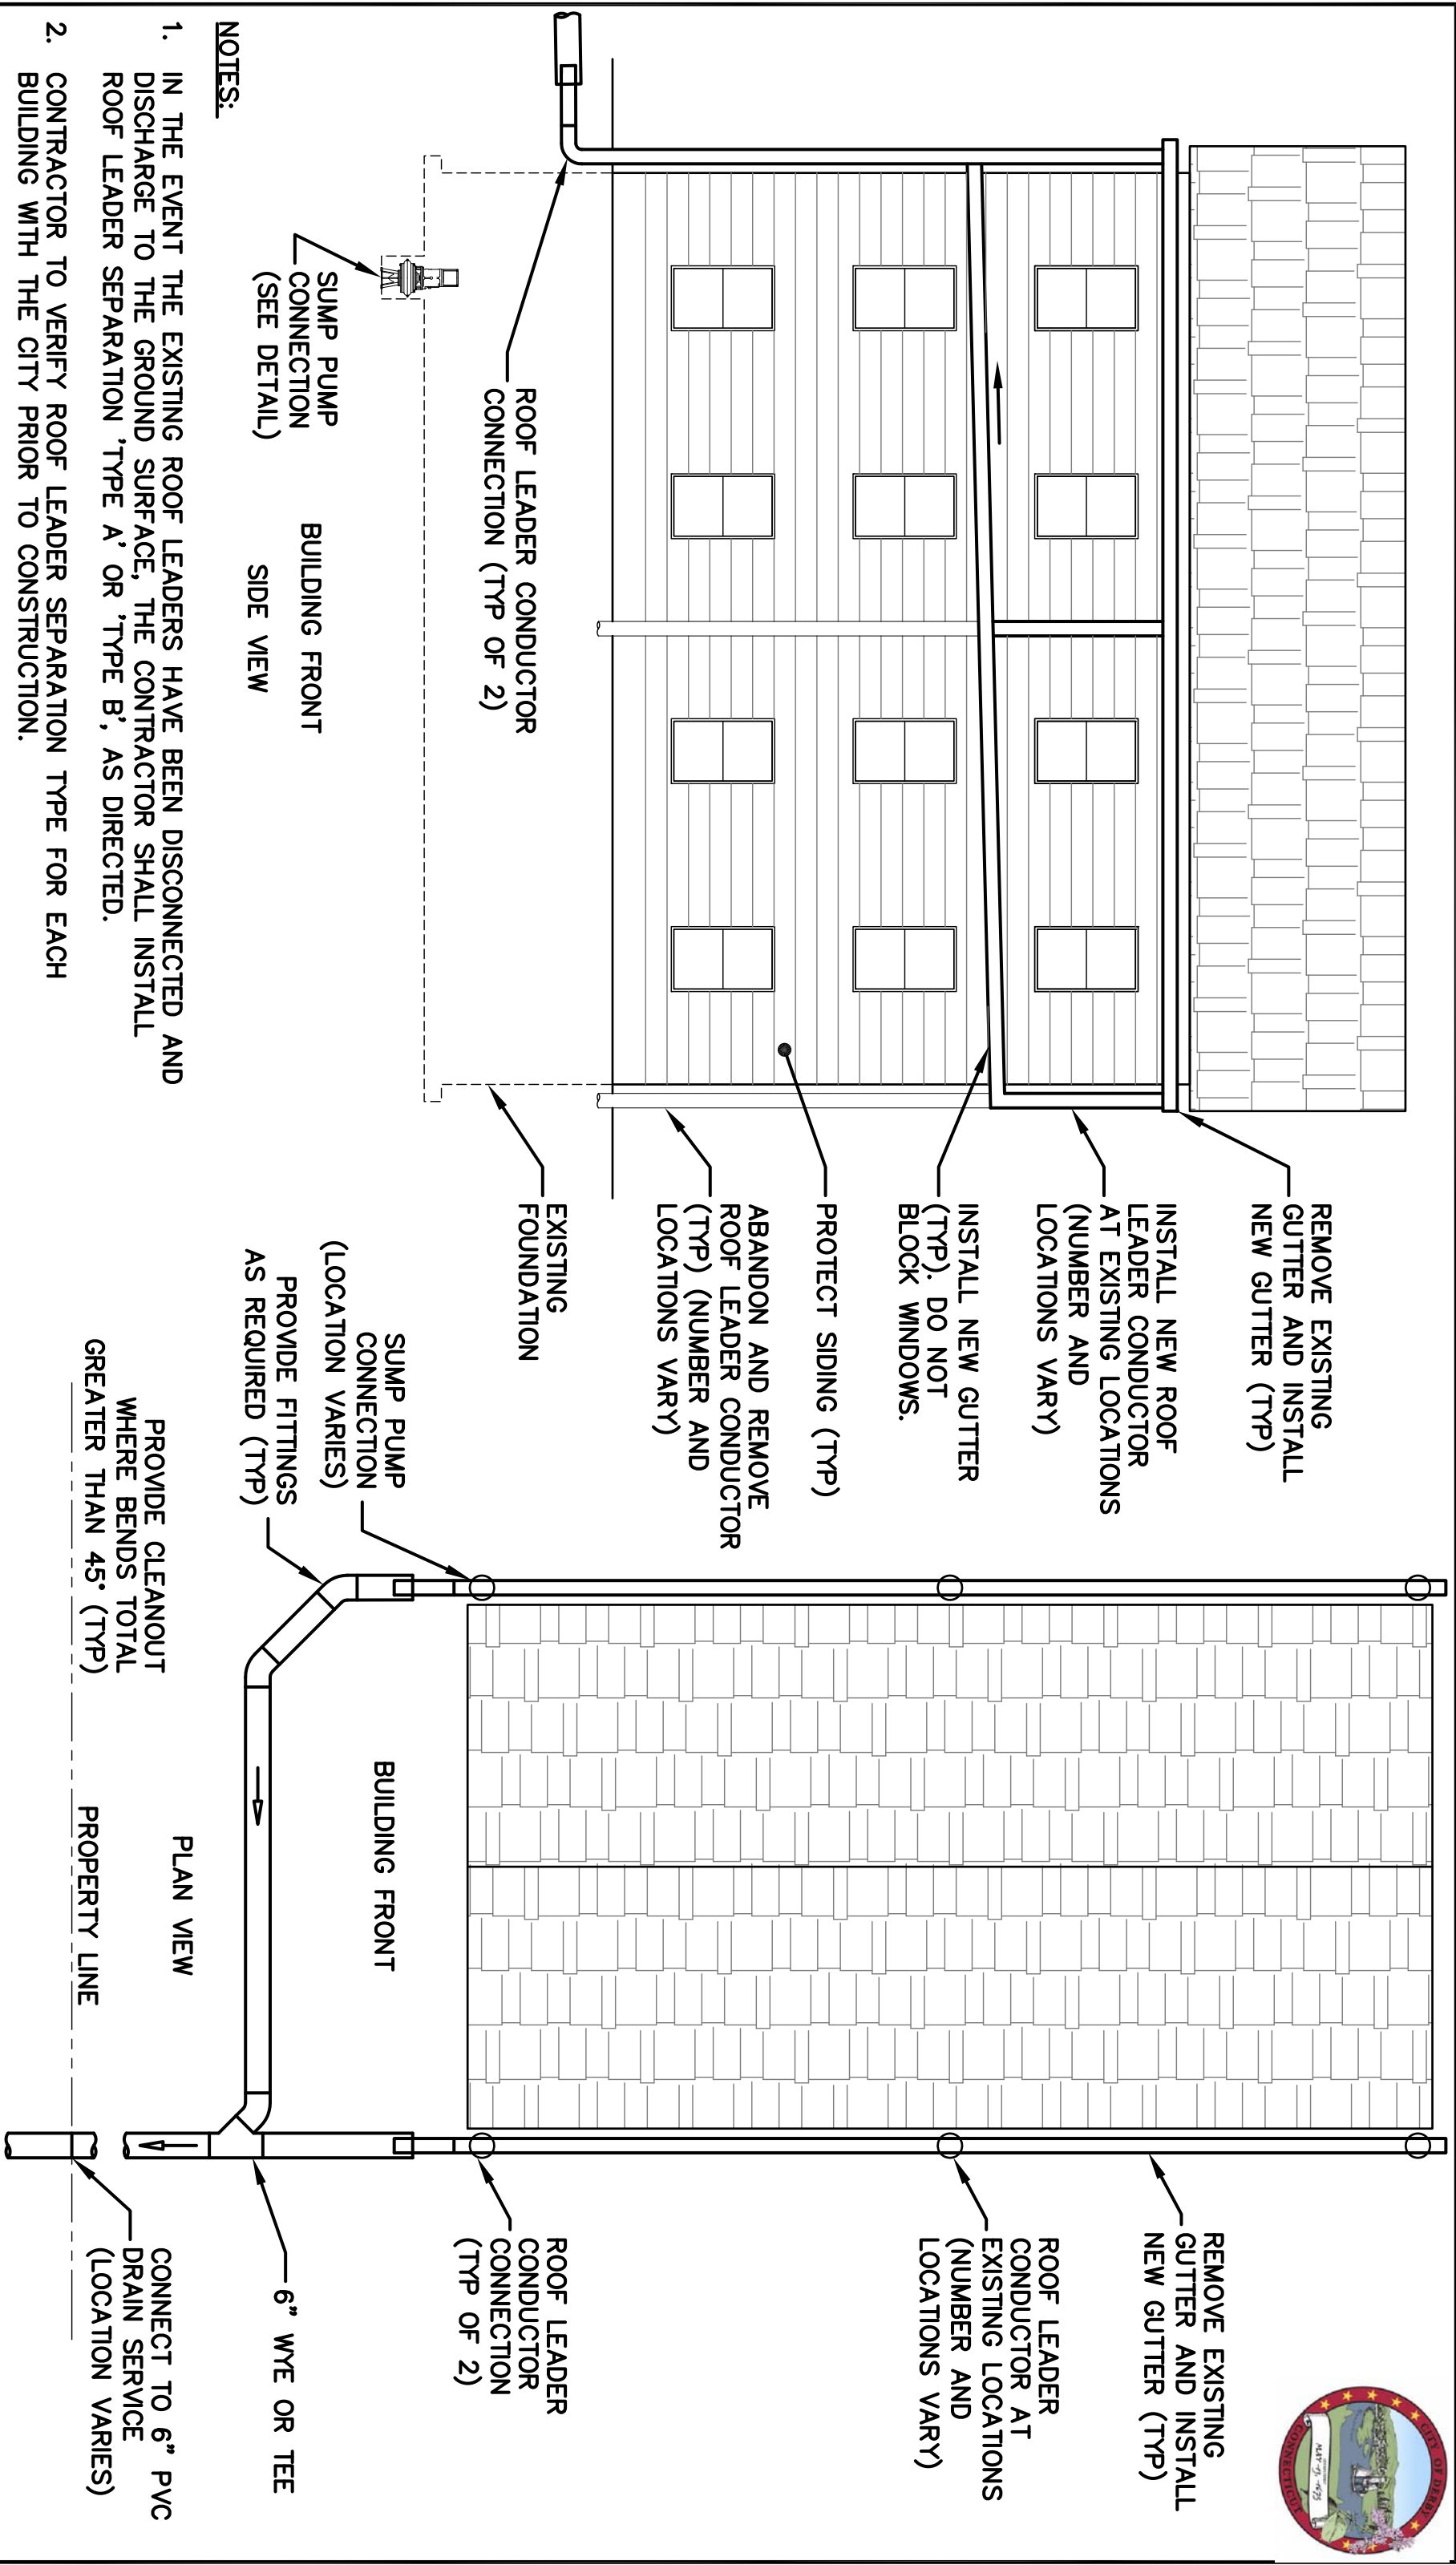 REMOVE EXISTING
GUTTER AND INSTALL
NEW GUTTER (TYP)
INSTALL NEW ROOF
LEADER CONDUCTOR
AT EXISTING LOCATIONS
(NUMBER AND
LOCATIONS VARY)
INSTALL NEW GUTTER
(TYP). DO NOT
BLOCK WINDOWS.
PROTECT SIDING (TYP)
ABANDON AND REMOVE
ROOF LEADER CONDUCTOR
(TYP) (NUMBER AND
LOCATIONS VARY)
EXISTING
FOUNDATION
ROOF LEADER CONDUCTOR
CONNECTION (TYP OF 2)
SUMP PUMP
CONNECTION
(SEE DETAIL)
BUILDING FRONT
SIDE VIEW
CITY OF DERBY
CONNECTICUT
MAY 13, 1675
REMOVE EXISTING
GUTTER AND INSTALL
NEW GUTTER (TYP)
ROOF LEADER
CONDUCTOR AT
EXISTING LOCATIONS
(NUMBER AND
LOCATIONS VARY)
ROOF LEADER
CONDUCTOR
CONNECTION
(TYP OF 2)
SUMP PUMP
CONNECTION
(LOCATION VARIES)
PROVIDE FITTINGS
AS REQUIRED (TYP)
BUILDING FRONT
6" WYE OR TEE
PROVIDE CLEANOUT
WHERE BENDS TOTAL
GREATER THAN 45° (TYP)
PLAN VIEW
PROPERTY LINE
CONNECT TO 6" PVC
DRAIN SERVICE
(LOCATION VARIES)
NOTES:
1. IN THE EVENT THE EXISTING ROOF LEADERS HAVE BEEN DISCONNECTED AND
DISCHARGE TO THE GROUND SURFACE, THE CONTRACTOR SHALL INSTALL
ROOF LEADER SEPARATION 'TYPE A' OR 'TYPE B', AS DIRECTED.
2. CONTRACTOR TO VERIFY ROOF LEADER SEPARATION TYPE FOR EACH
BUILDING WITH THE CITY PRIOR TO CONSTRUCTION.